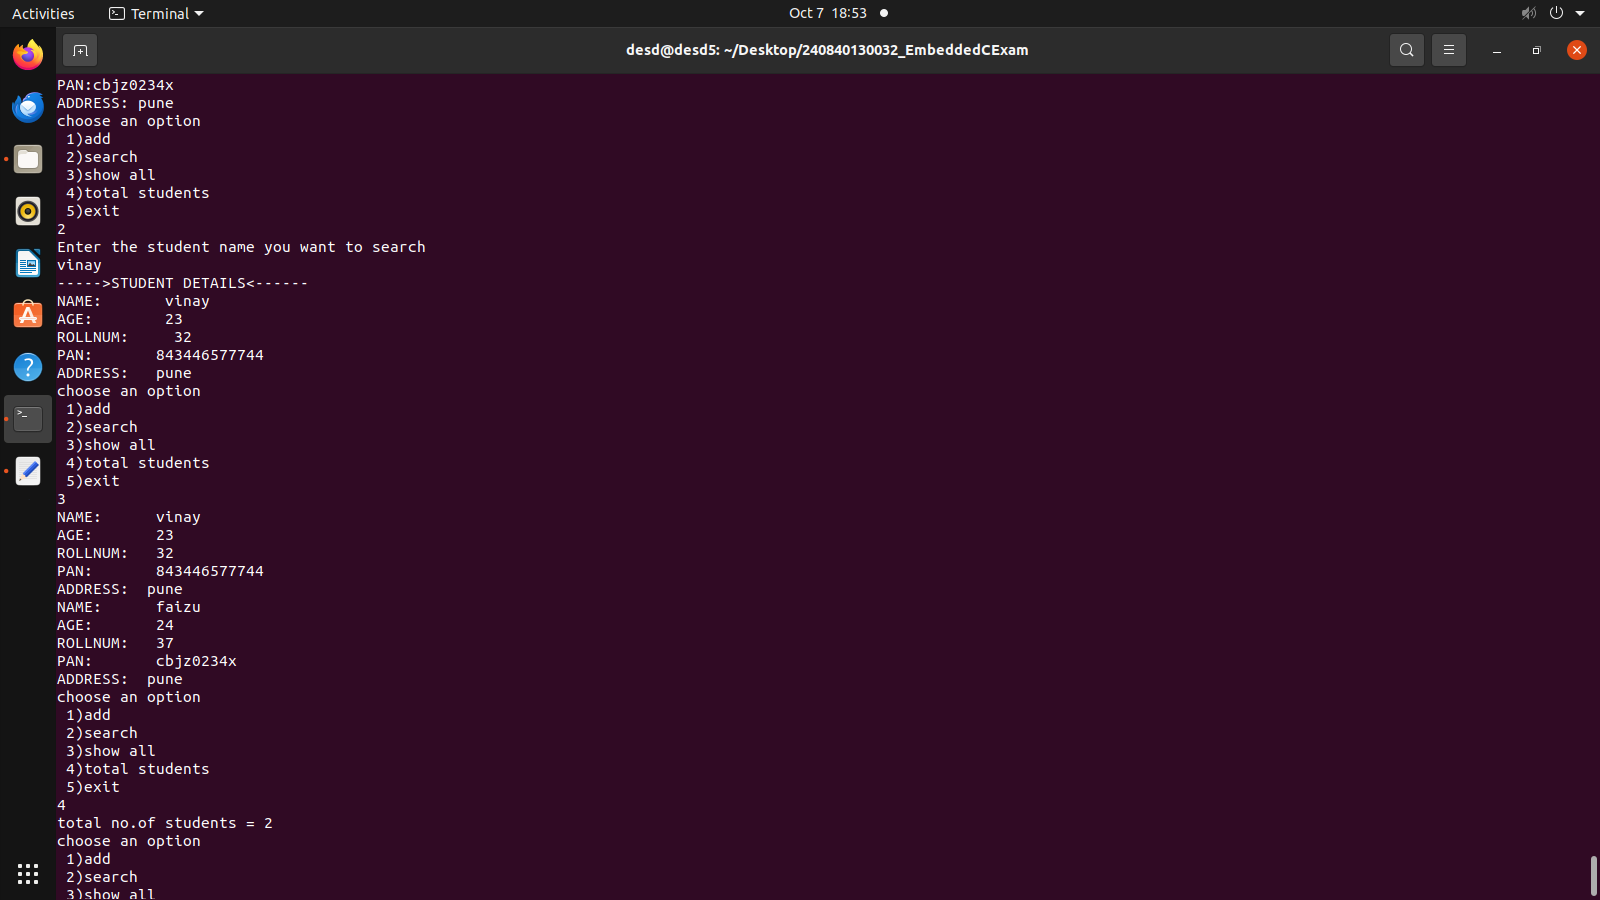 Activities Terminal Oct 7 18:53
desd@desd5: ~/Desktop/240840130032_EmbeddedCExam
PAN:cbjz0234x
ADDRESS: pune
choose an option
1)add
2)search
3)show all
4)total students
5)exit
2
Enter the student name you want to search
vinay
----->STUDENT DETAILS<------
NAME: vinay
AGE: 23
ROLLNUM: 32
PAN: 843446577744
ADDRESS: pune
choose an option
1)add
2)search
3)show all
4)total students
5)exit
3
NAME: vinay
AGE: 23
ROLLNUM: 32
PAN: 843446577744
ADDRESS: pune
NAME: faizu
AGE: 24
ROLLNUM: 37
PAN: cbjz0234x
ADDRESS: pune
choose an option
1)add
2)search
3)show all
4)total students
5)exit
4
total no.of students = 2
choose an option
1)add
2)search
3)show all